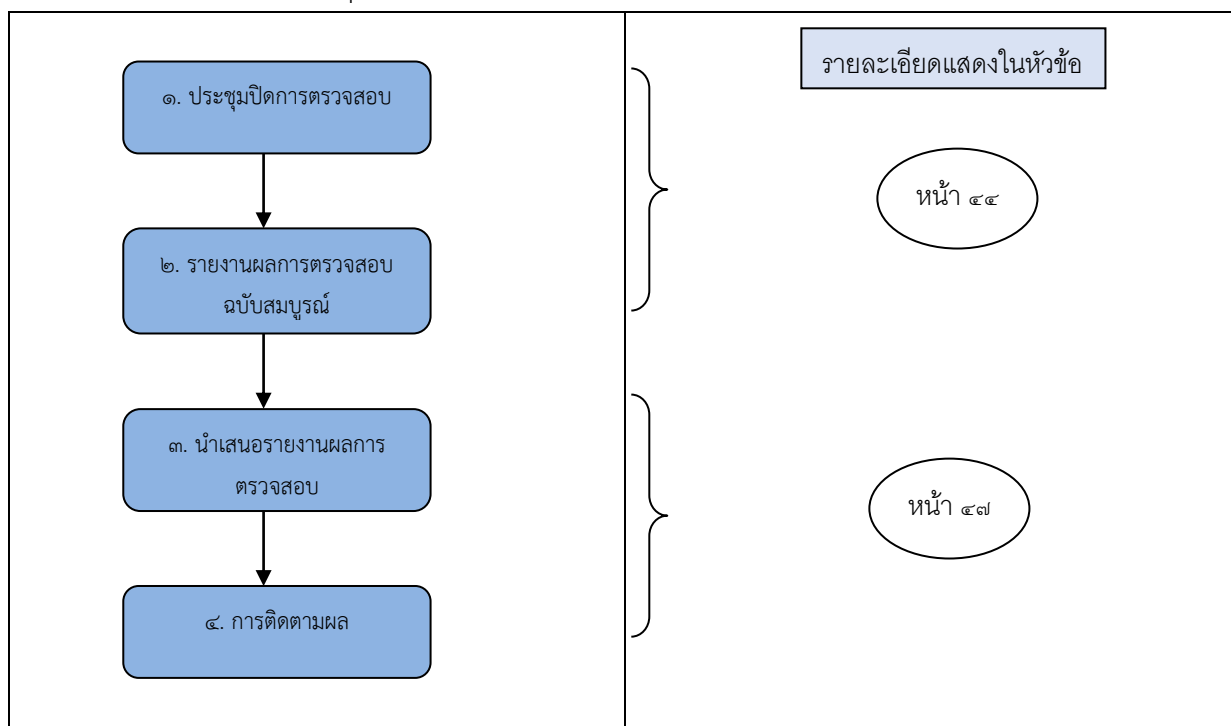 ๑. ประชุมปิดการตรวจสอบ
๒. รายงานผลการตรวจสอบ
ฉบับสมบูรณ์
๓. นำเสนอรายงานผลการ
ตรวจสอบ
๔. การติดตามผล
รายละเอียดแสดงในหัวข้อ
หน้า ๔๔
หน้า ๔๗